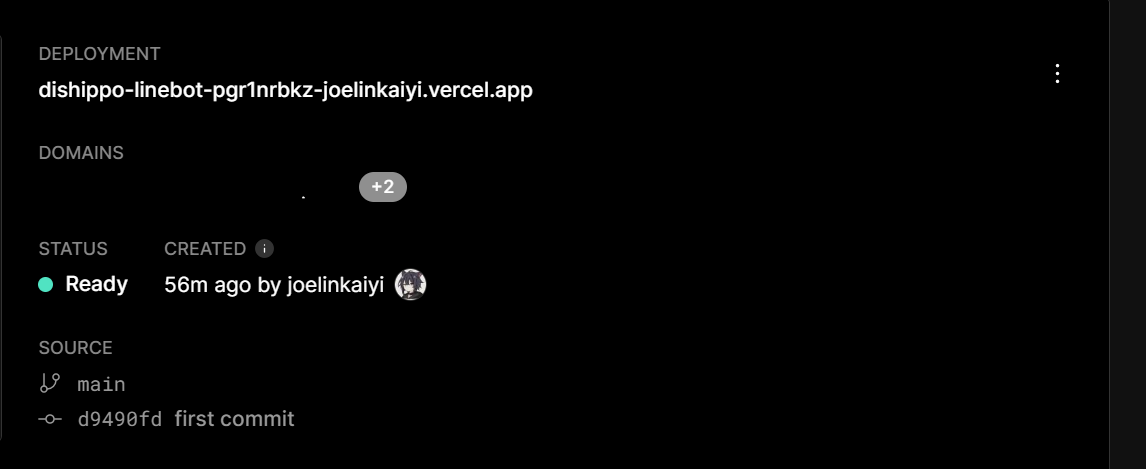 DEPLOYMENT
dishippo-linebot-pgr1nrbkz-joelinkaiyi.vercel.app
DOMAINS
+2
STATUS CREATED
Ready 56m ago by joelinkaiyi
SOURCE
main
d9490fd first commit